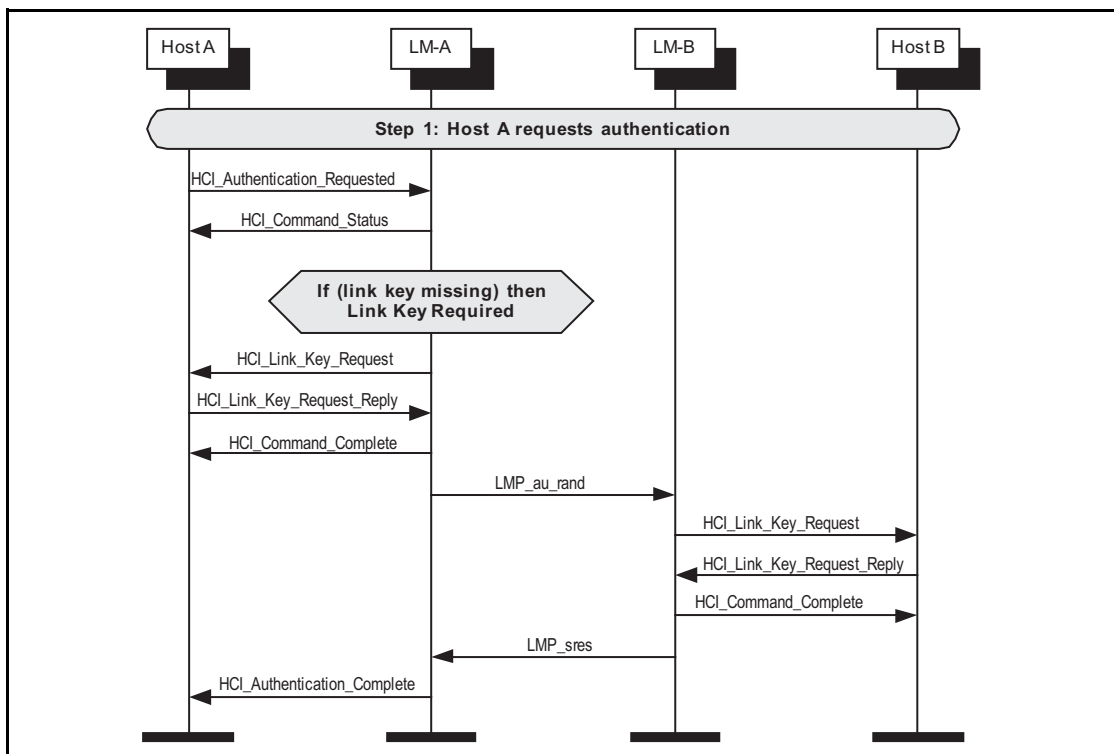 Host A
LM-A
LM-B
Host B
Step 1: Host A requests authentication
HCI_Authentication_Requested
HCI_Command_Status
If (link key missing) then
Link Key Required
HCI_Link_Key_Request
HCI_Link_Key_Request_Reply
HCI_Command_Complete
LMP_au_rand
HCI_Link_Key_Request
HCI_Link_Key_Request_Reply
HCI_Command_Complete
LMP_sres
HCI_Authentication_Complete